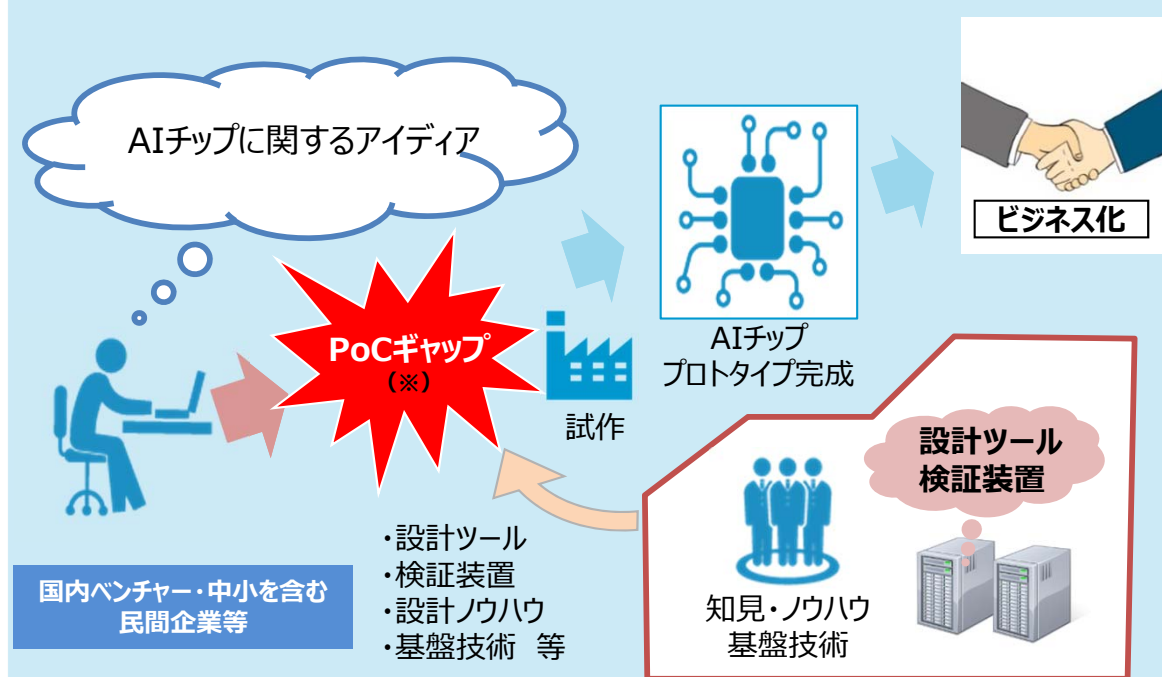 AIチップに関するアイディア
ビジネス化
PoCギャップ
（※）
試作
AIチップ
プロトタイプ完成
設計ツール
検証装置
・設計ツール
・検証装置
・設計ノウハウ
・基盤技術　等
知見・ノウハウ
基盤技術
国内ベンチャー・中小を含む
民間企業等